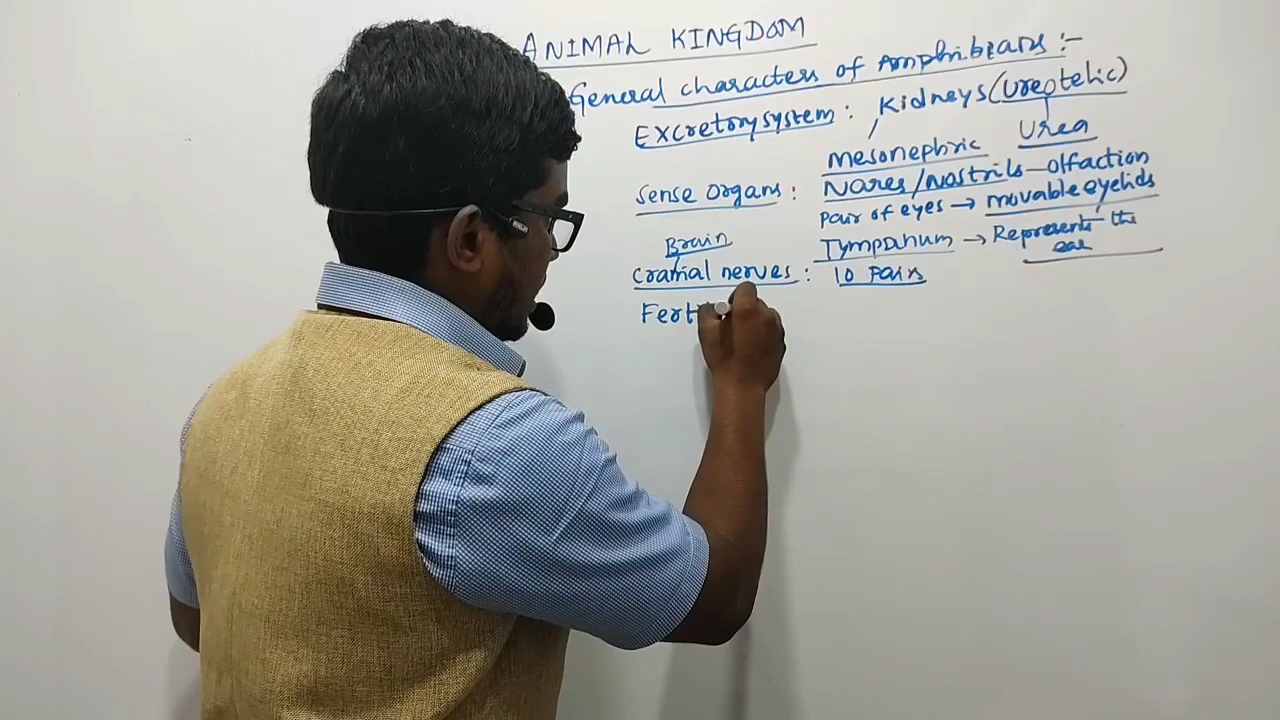 ANIMAL KINGDOM
General characters of Amphibians :-
Excretory system : Kidneys (Ureotelic)
Mesonephric Urea
Sense organs : Nares/Nostrils - olfaction
Pair of eyes → movable eyelids
Tympanum → Represents the ear
Brain
Cranial nerves : 10 Pairs
Fert